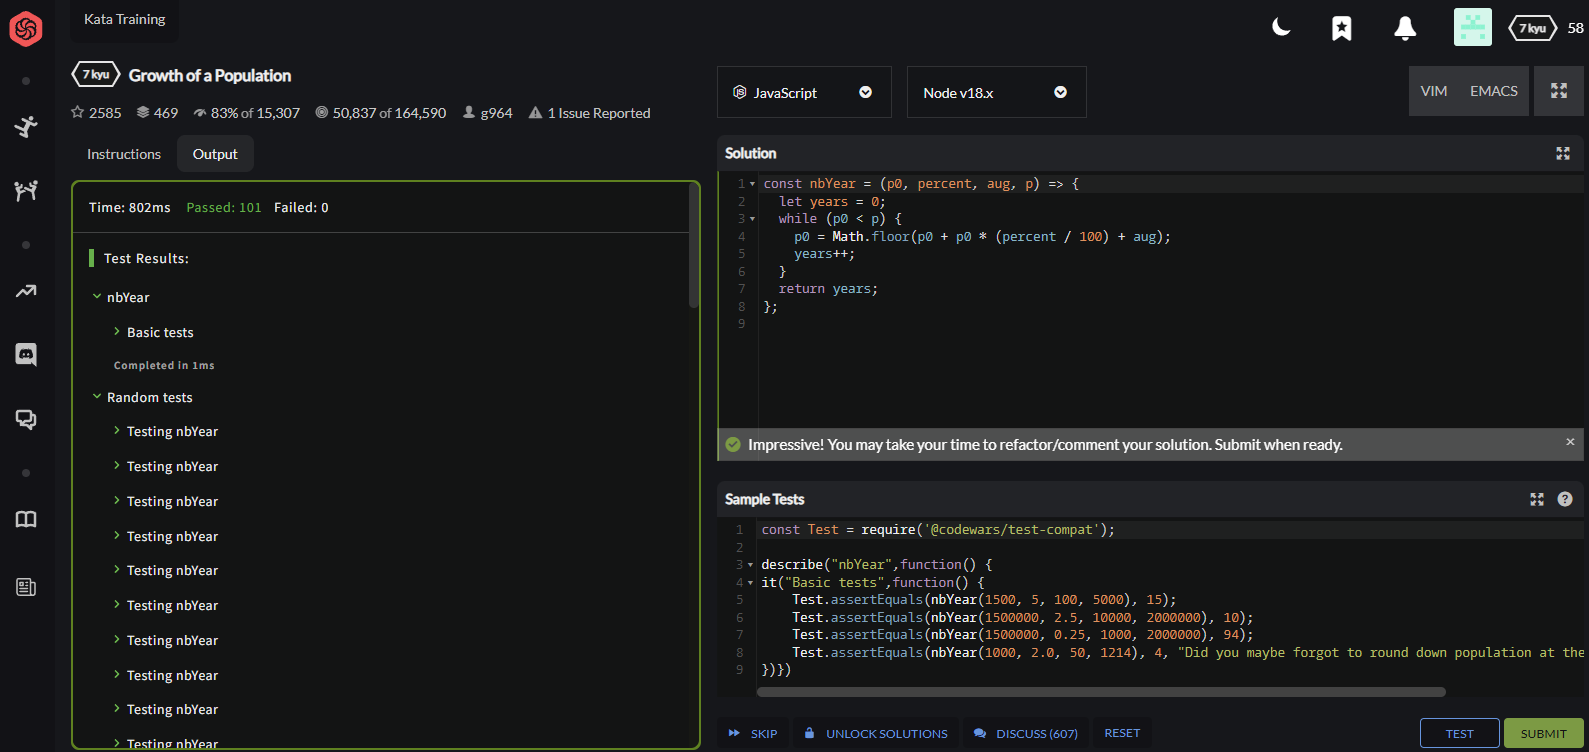 Kata Training
7 kyu
58
7 kyu
Growth of a Population
2585
469
83% of 15,307
50,837 of 164,590
g964
1 Issue Reported
JavaScript
Node v18.x
VIM
EMACS
Instructions
Output
Time: 802ms
Passed: 101
Failed: 0
Test Results:
nbYear
Basic tests
Completed in 1ms
Random tests
Testing nbYear
Testing nbYear
Testing nbYear
Testing nbYear
Testing nbYear
Testing nbYear
Testing nbYear
Testing nbYear
Testing nbYear
Testing nbYear
Solution
1 const nbYear = (p0, percent, aug, p) => {
2 let years = 0;
3 while (p0 < p) {
4 p0 = Math.floor(p0 + p0 * (percent / 100) + aug);
5 years++;
6 }
7 return years;
8 };
9
Impressive! You may take your time to refactor/comment your solution. Submit when ready.
Sample Tests
1 const Test = require('@codewars/test-compat');
2
3 describe("nbYear",function() {
4 it("Basic tests",function() {
5 Test.assertEquals(nbYear(1500, 5, 100, 5000), 15);
6 Test.assertEquals(nbYear(1500000, 2.5, 10000, 2000000), 10);
7 Test.assertEquals(nbYear(1500000, 0.25, 1000, 2000000), 94);
8 Test.assertEquals(nbYear(1000, 2.0, 50, 1214), 4, "Did you maybe forgot to round down population at the
9 })})
SKIP
UNLOCK SOLUTIONS
DISCUSS (607)
RESET
TEST
SUBMIT